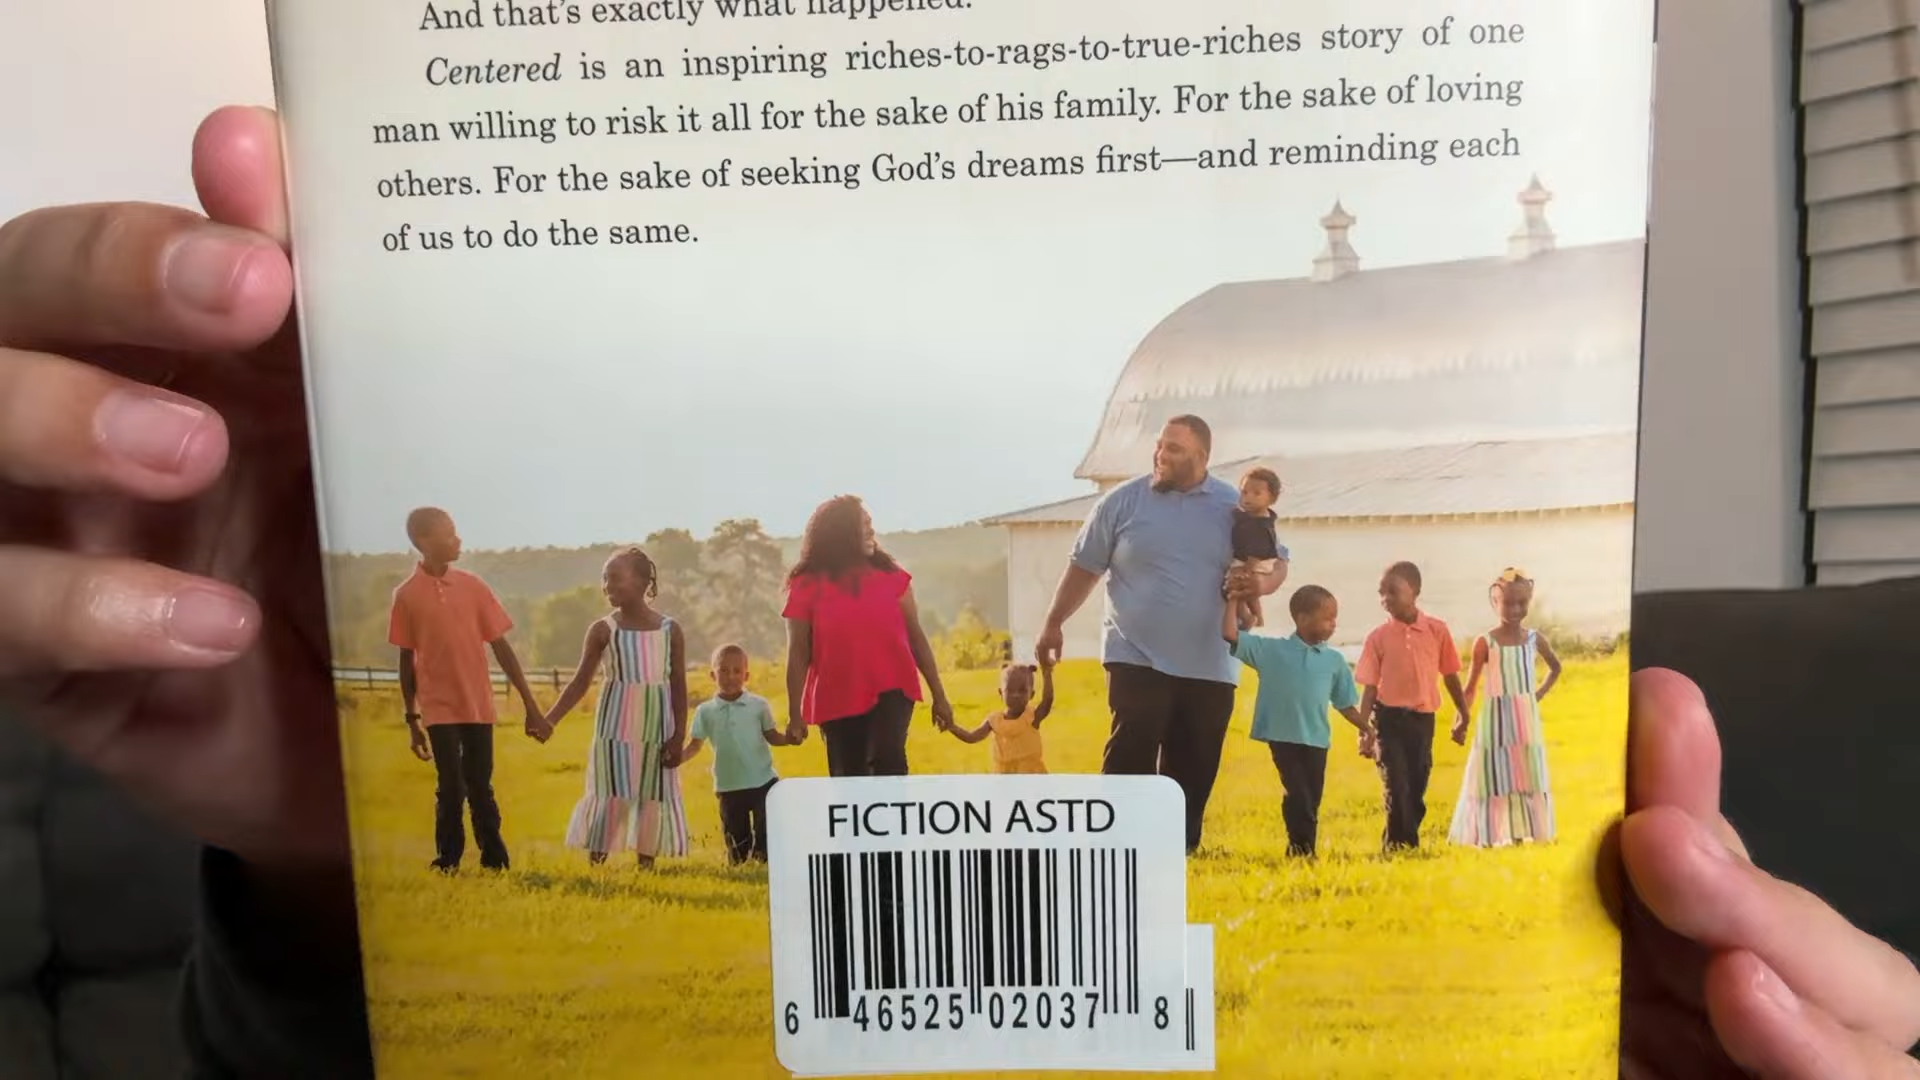 And that's exactly what happened.
Centered is an inspiring riches-to-rags-to-true-riches story of one
man willing to risk it all for the sake of his family. For the sake of loving
others. For the sake of seeking God's dreams first—and reminding each
of us to do the same.
FICTION ASTD
6 46525 02037 8